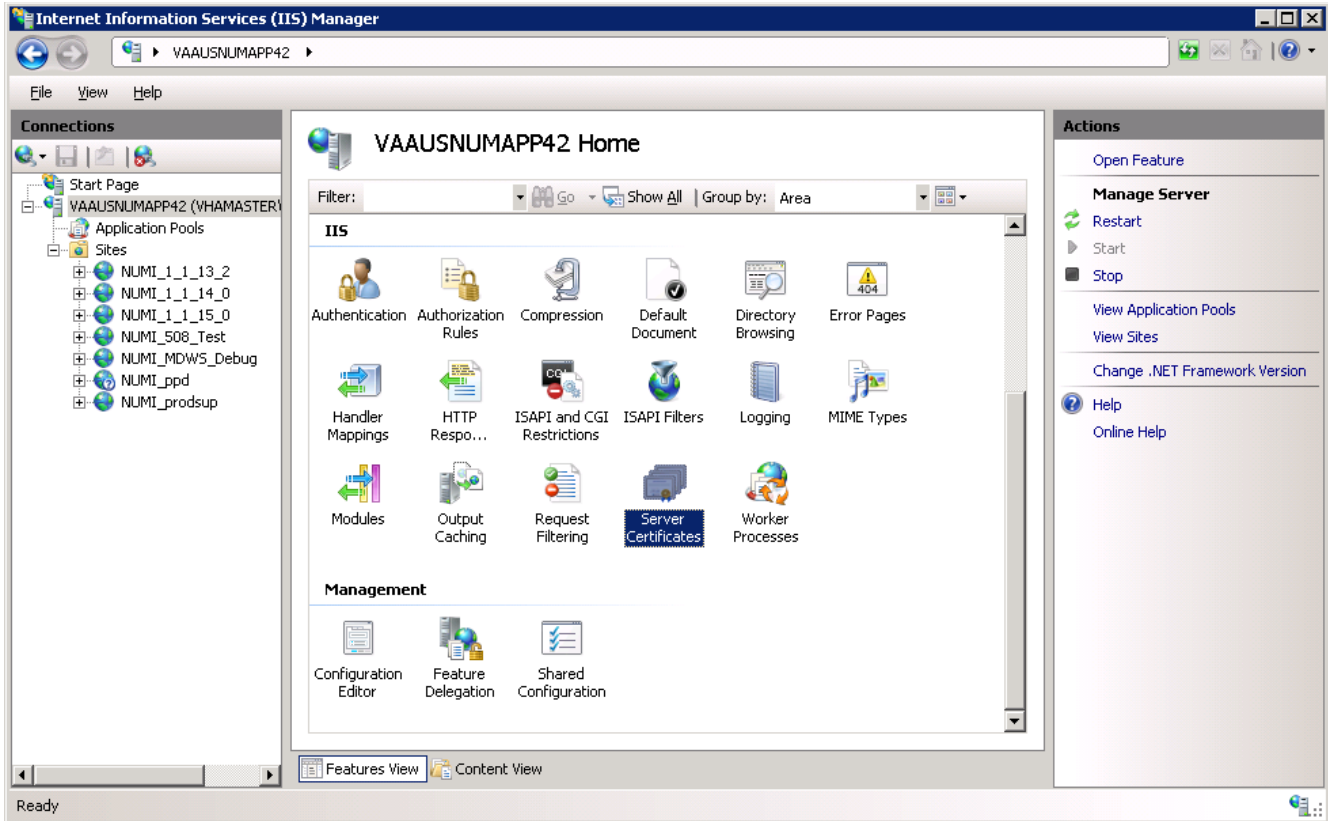 Internet Information Services (IIS) Manager
VAAUSNUMAPP42
File View Help
Connections
Start Page
VAAUSNUMAPP42 (VHAMASTER\
Application Pools
Sites
NUMI_1_1_13_2
NUMI_1_1_14_0
NUMI_1_1_15_0
NUMI_508_Test
NUMI_MDWS_Debug
NUMI_ppd
NUMI_prodsup
VAAUSNUMAPP42 Home
Filter: Go Show All Group by: Area
IIS
Authentication Authorization Rules Compression Default Document Directory Browsing Error Pages
Handler Mappings HTTP Respo... ISAPI and CGI Restrictions ISAPI Filters Logging MIME Types
Modules Output Caching Request Filtering Server Certificates Worker Processes
Management
Configuration Editor Feature Delegation Shared Configuration
Features View Content View
Actions
Open Feature
Manage Server
Restart
Start
Stop
View Application Pools
View Sites
Change .NET Framework Version
Help
Online Help
Ready